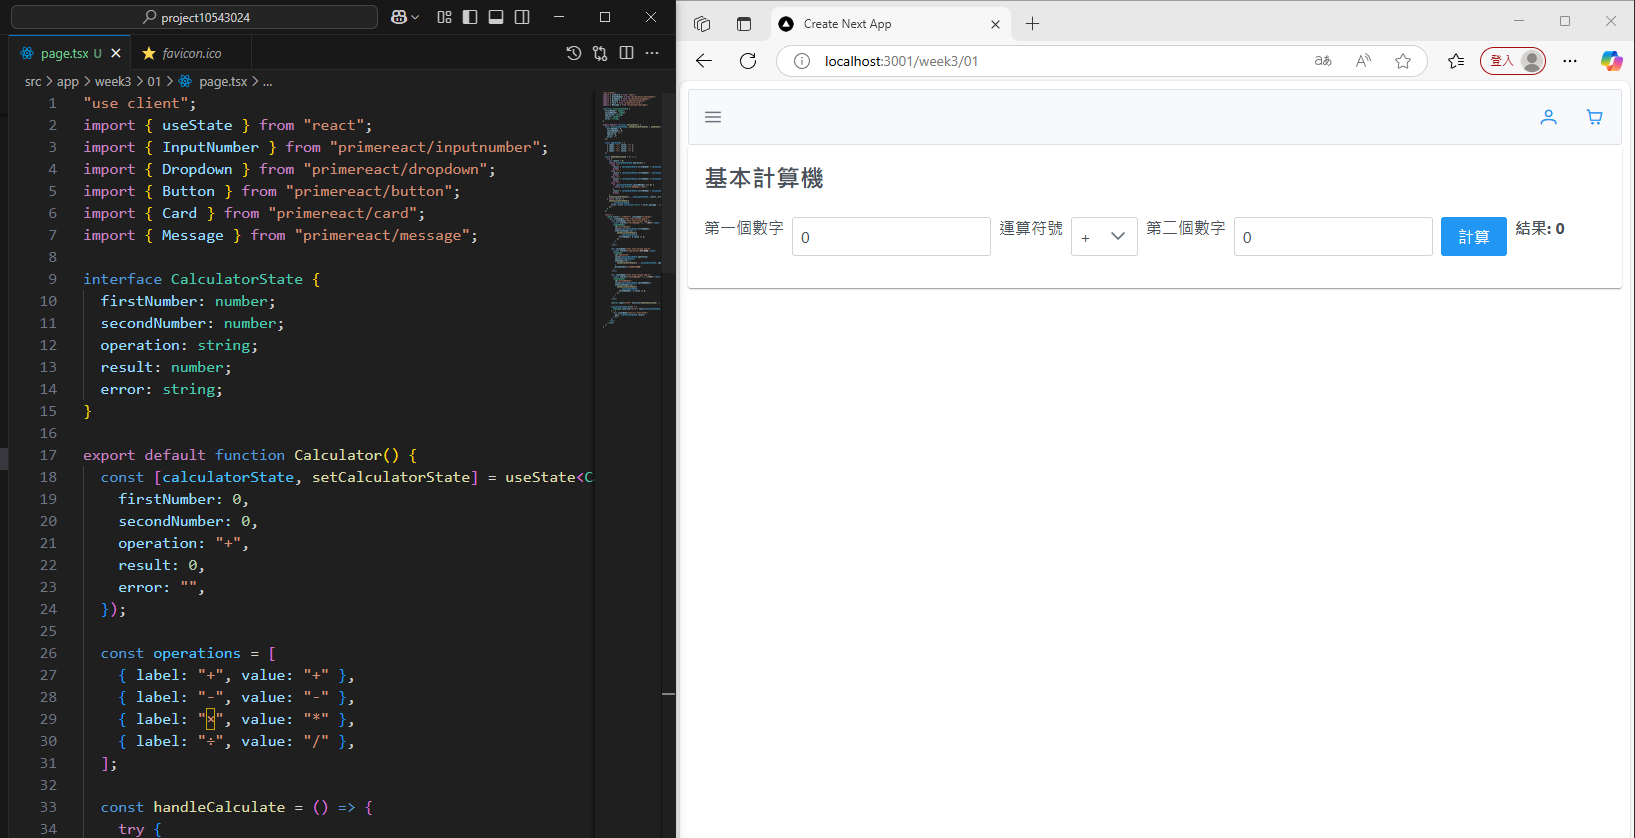 project10543024
page.tsx U
favicon.ico
src > app > week3 > 01 > page.tsx > ...
1 "use client";
2 import { useState } from "react";
3 import { InputNumber } from "primereact/inputnumber";
4 import { Dropdown } from "primereact/dropdown";
5 import { Button } from "primereact/button";
6 import { Card } from "primereact/card";
7 import { Message } from "primereact/message";
8
9 interface CalculatorState {
10 firstNumber: number;
11 secondNumber: number;
12 operation: string;
13 result: number;
14 error: string;
15 }
16
17 export default function Calculator() {
18 const [calculatorState, setCalculatorState] = useState<C
19 firstNumber: 0,
20 secondNumber: 0,
21 operation: "+",
22 result: 0,
23 error: "",
24 });
25
26 const operations = [
27 { label: "+", value: "+" },
28 { label: "-", value: "-" },
29 { label: "×", value: "*" },
30 { label: "÷", value: "/" },
31 ];
32
33 const handleCalculate = () => {
34 try {
Create Next App
localhost:3001/week3/01
登入
基本計算機
第一個數字 0 運算符號 + 第二個數字 0 計算 結果: 0